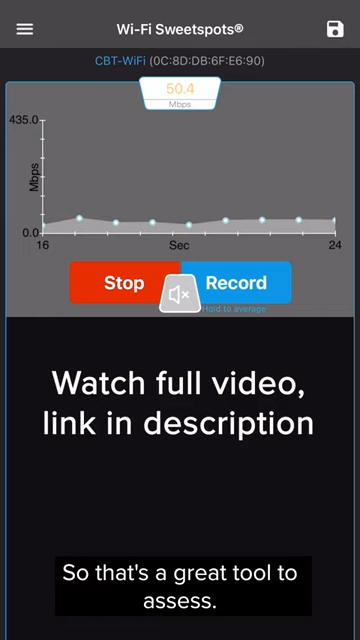 Wi-Fi Sweetspots®
CBT-WiFi (0C:8D:DB:6F:E6:90)
50.4
Mbps
435.0
Mbps
0.0
16
Sec
24
Stop
Record
Hold to average
Watch full video,
link in description
So that's a great tool to
assess.